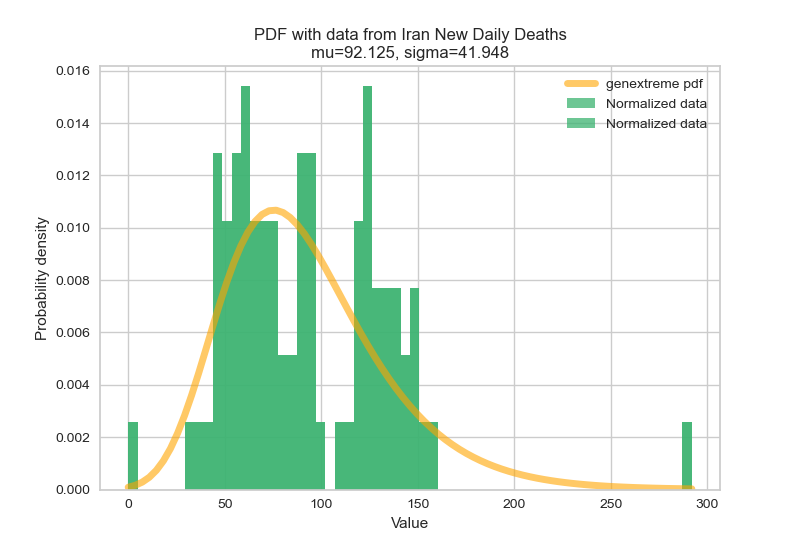 PDF with data from Iran New Daily Deaths
mu=92.125, sigma=41.948
genextreme pdf
Normalized data
Normalized data
Probability density
0.016
0.014
0.012
0.010
0.008
0.006
0.004
0.002
0.000
0
50
100
150
200
250
300
Value